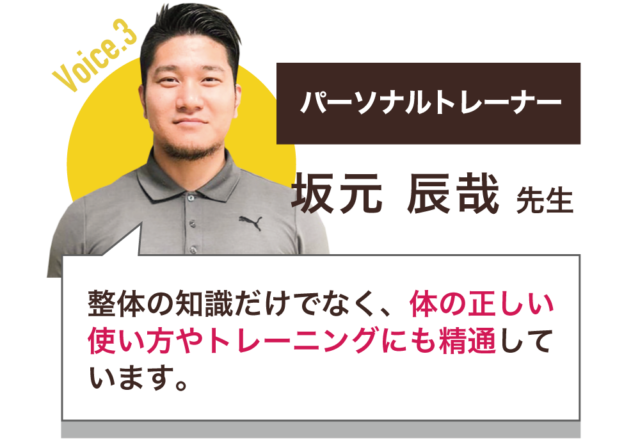 Voice.3
パーソナルトレーナー
坂元 辰哉 先生
整体の知識だけでなく、体の正しい
使い方やトレーニングにも精通して
います。